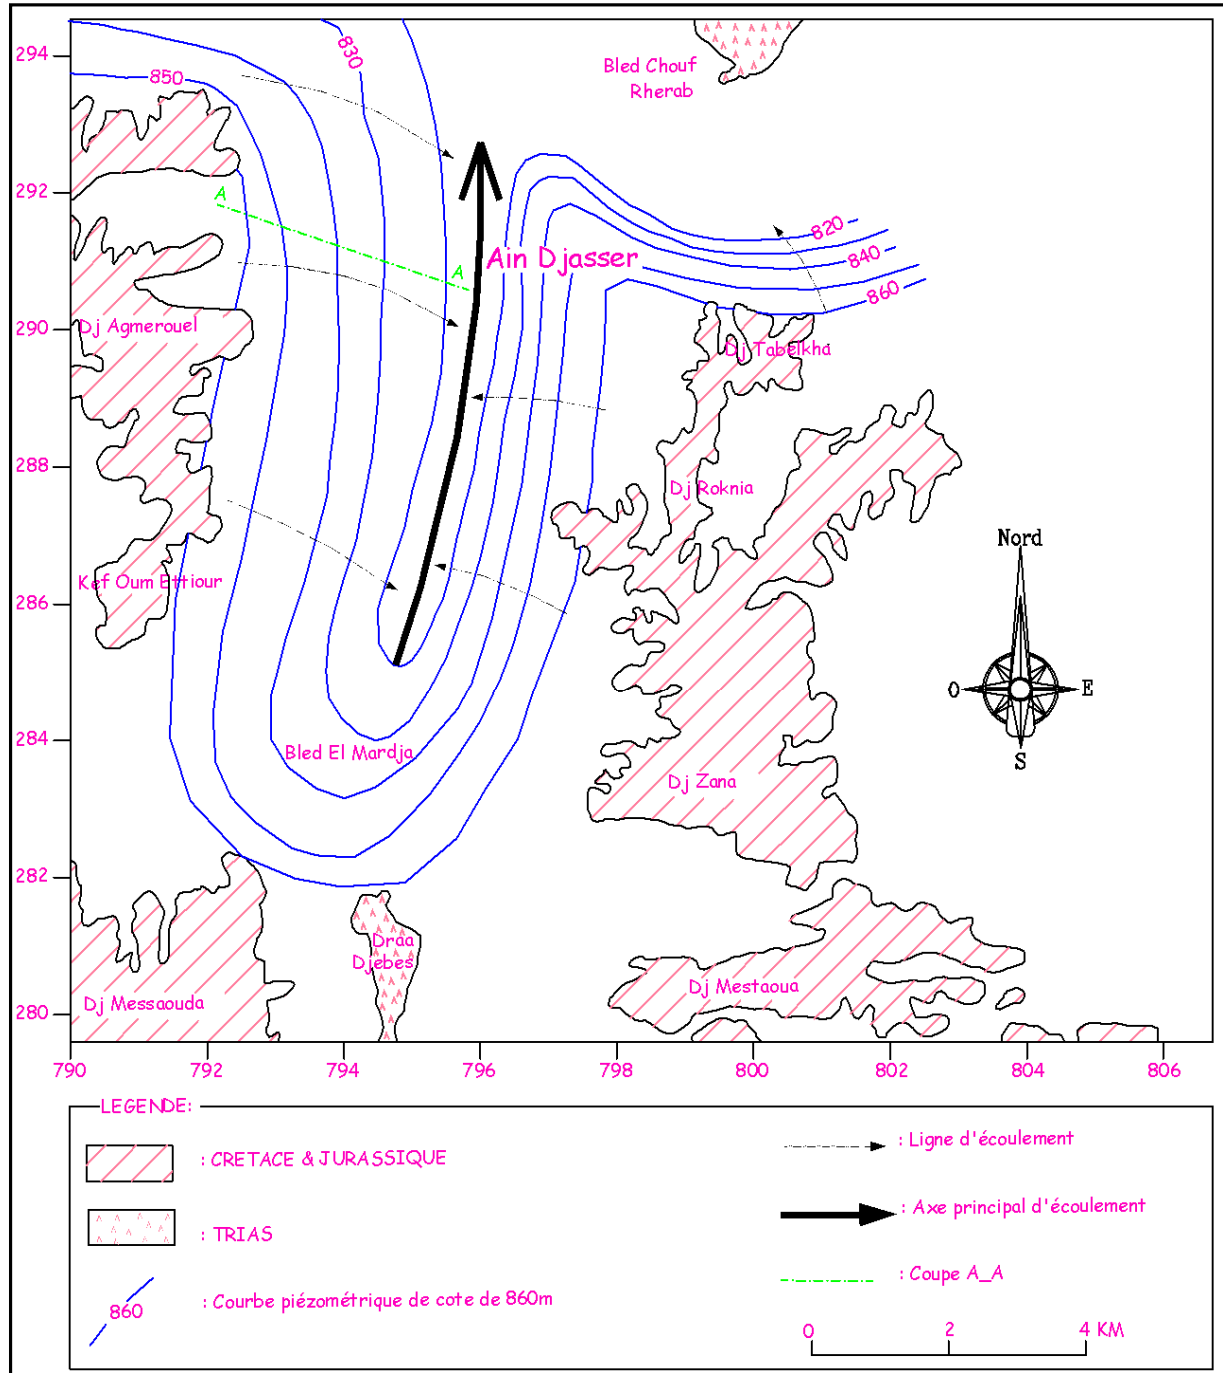 294
830
Bled Chouf
Rherab
850
292
A
820
Ain Djasser
840
A
860
290
Dj Agmerouel
Dj Tabelkha
288
Dj Roknia
Nord
Kef Oum Ettiour
286
O
E
284
Bled El Mardja
S
Dj Zana
282
Draa
Djebes
Dj Messaouda
Dj Mestaoua
280
790
792
794
796
798
800
802
804
806
LEGENDE:
: CRETACE & JURASSIQUE
: TRIAS
860
: Courbe piézométrique de cote de 860m
: Ligne d'écoulement
: Axe principal d'écoulement
: Coupe A_A
0
2
4 KM